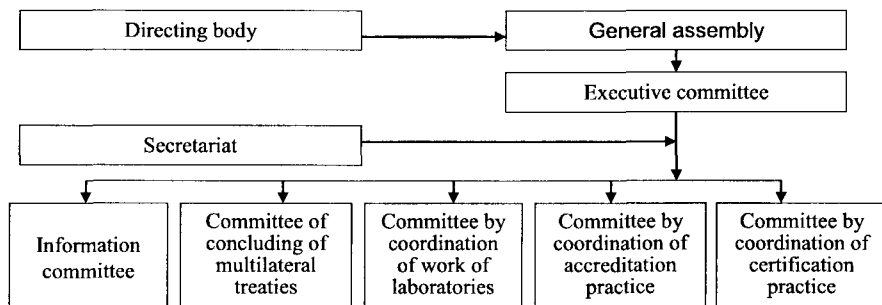 Directing body
General assembly
Executive committee
Secretariat
Information
committee
Committee of
concluding of
multilateral
treaties
Committee by
coordination
of work of
laboratories
Committee by
coordination of
accreditation
practice
Committee by
coordination of
certification
practice